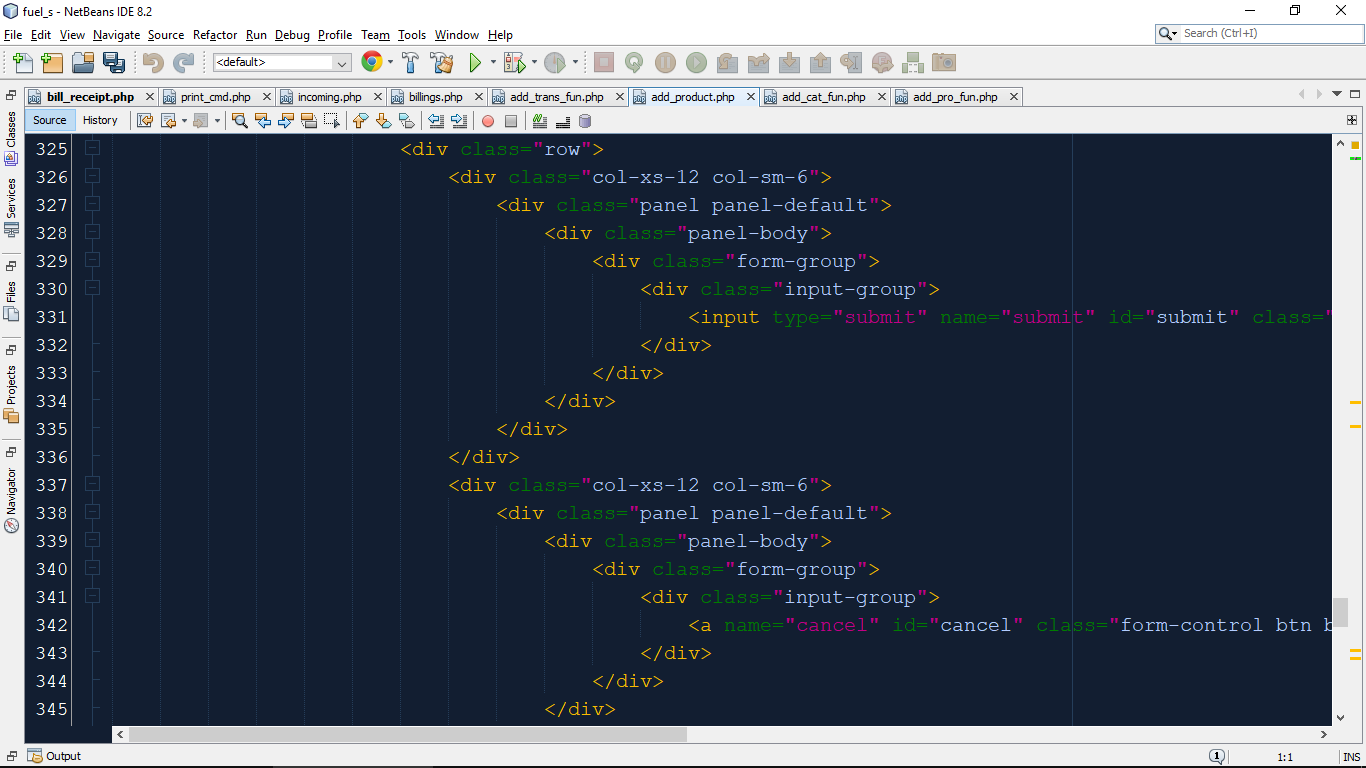 fuel_s - NetBeans IDE 8.2
File Edit View Navigate Source Refactor Run Debug Profile Team Tools Window Help
Search (Ctrl+I)
<default>
bill_receipt.php print_cmd.php incoming.php billings.php add_trans_fun.php add_product.php add_cat_fun.php add_pro_fun.php
Source History
Classes
Services
Files
Projects
Navigator
325 <div class="row">
326 <div class="col-xs-12 col-sm-6">
327 <div class="panel panel-default">
328 <div class="panel-body">
329 <div class="form-group">
330 <div class="input-group">
331 <input type="submit" name="submit" id="submit" class="
332 </div>
333 </div>
334 </div>
335 </div>
336 </div>
337 <div class="col-xs-12 col-sm-6">
338 <div class="panel panel-default">
339 <div class="panel-body">
340 <div class="form-group">
341 <div class="input-group">
342 <a name="cancel" id="cancel" class="form-control btn b
343 </div>
344 </div>
345 </div>
Output
1
1:1
INS